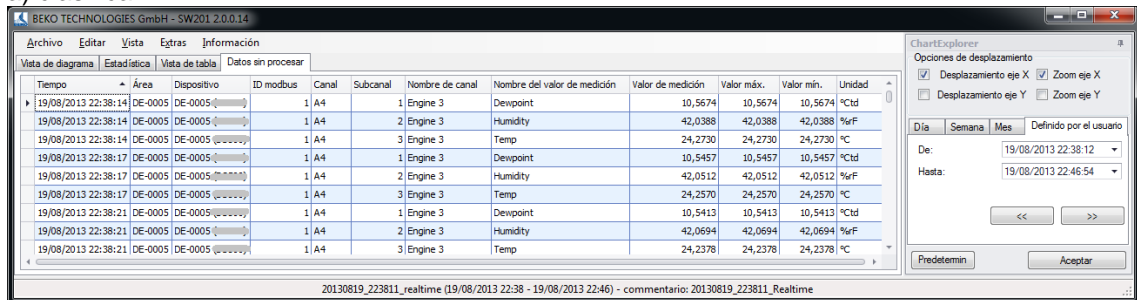 BEKO TECHNOLOGIES GmbH - SW201 2.0.0.14
Archivo Editar Vista Extras Información
Vista de diagrama Estadística Vista de tabla Datos sin procesar
Tiempo Área Dispositivo ID modbus Canal Subcanal Nombre de canal Nombre del valor de medición Valor de medición Valor máx. Valor mín. Unidad
19/08/2013 22:38:14 DE-0005 DE-0005 1 A4 1 Engine 3 Dewpoint 10,5674 10,5674 10,5674 °Ctd
19/08/2013 22:38:14 DE-0005 DE-0005 1 A4 2 Engine 3 Humidity 42,0388 42,0388 42,0388 %rF
19/08/2013 22:38:14 DE-0005 DE-0005 1 A4 3 Engine 3 Temp 24,2730 24,2730 24,2730 °C
19/08/2013 22:38:17 DE-0005 DE-0005 1 A4 1 Engine 3 Dewpoint 10,5457 10,5457 10,5457 °Ctd
19/08/2013 22:38:17 DE-0005 DE-0005 1 A4 2 Engine 3 Humidity 42,0512 42,0512 42,0512 %rF
19/08/2013 22:38:17 DE-0005 DE-0005 1 A4 3 Engine 3 Temp 24,2570 24,2570 24,2570 °C
19/08/2013 22:38:21 DE-0005 DE-0005 1 A4 1 Engine 3 Dewpoint 10,5413 10,5413 10,5413 °Ctd
19/08/2013 22:38:21 DE-0005 DE-0005 1 A4 2 Engine 3 Humidity 42,0694 42,0694 42,0694 %rF
19/08/2013 22:38:21 DE-0005 DE-0005 1 A4 3 Engine 3 Temp 24,2378 24,2378 24,2378 °C
ChartExplorer
Opciones de desplazamiento
Desplazamiento eje X Zoom eje X
Desplazamiento eje Y Zoom eje Y
Día Semana Mes Definido por el usuario
De: 19/08/2013 22:38:12
Hasta: 19/08/2013 22:46:54
<< >>
Predetermin Aceptar
20130819_223811_realtime (19/08/2013 22:38 - 19/08/2013 22:46) - commentario: 20130819_223811_Realtime